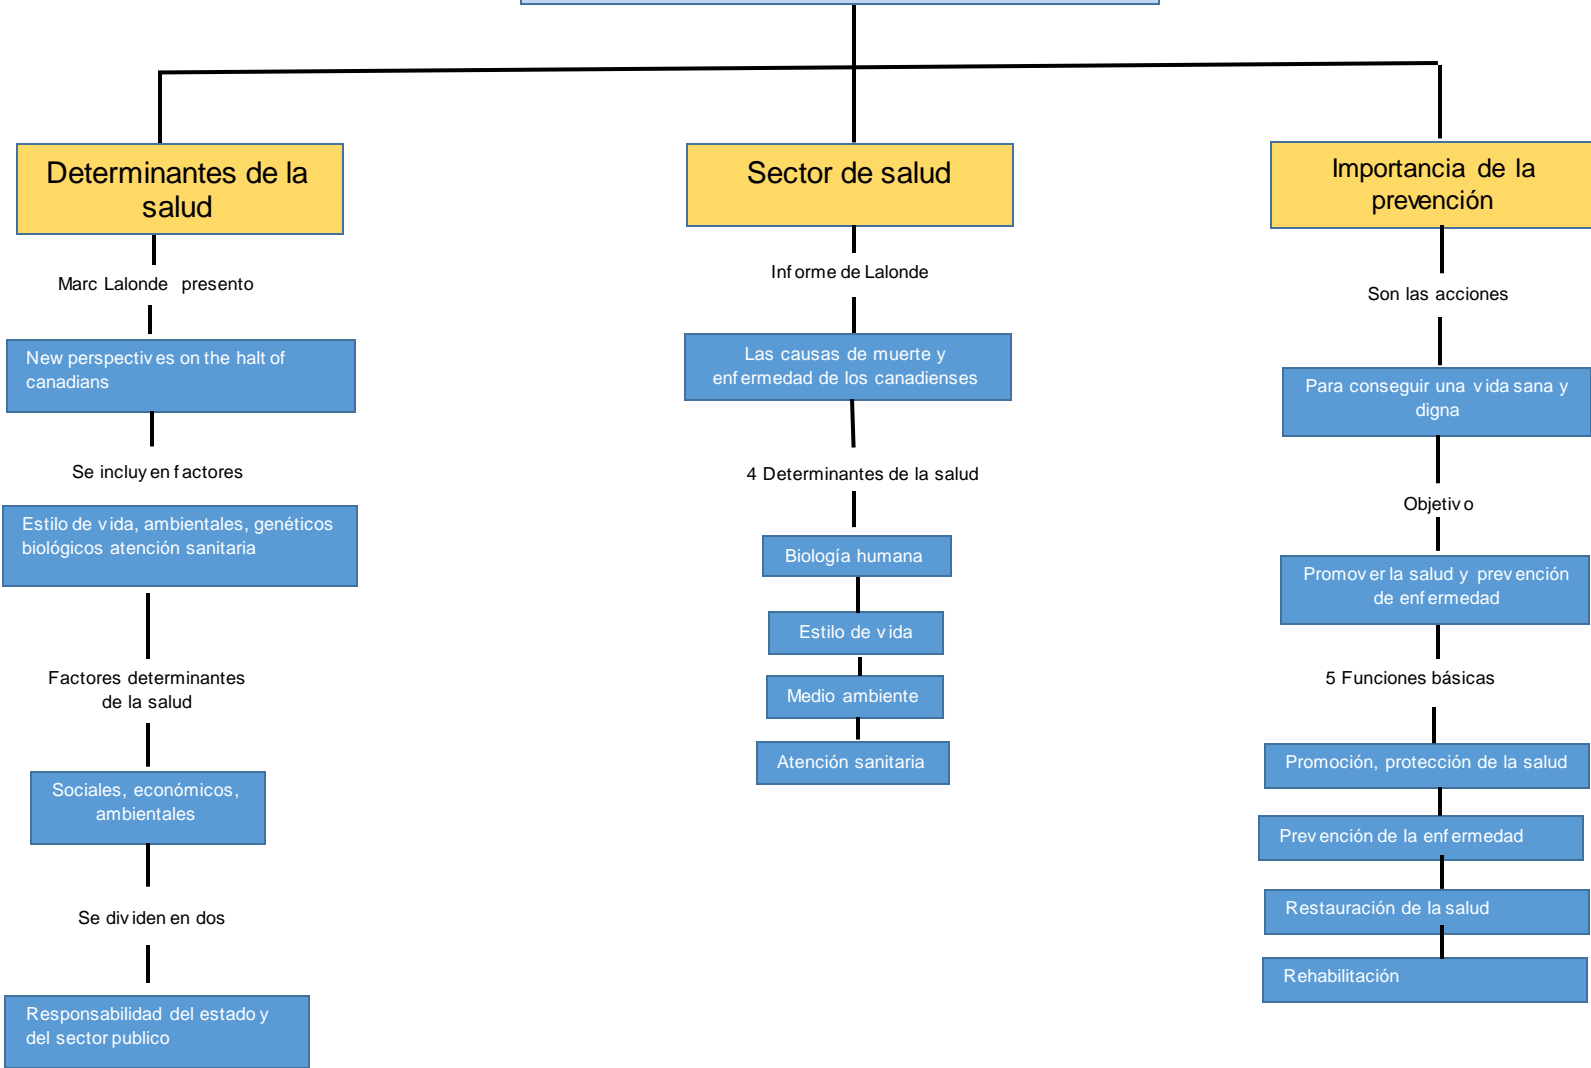 Determinantes de la
salud
Marc Lalonde presento
New perspectives on the halt of
canadians
Se incluyen factores
Estilo de vida, ambientales, genéticos
biológicos atención sanitaria
Factores determinantes
de la salud
Sociales, económicos,
ambientales
Se dividen en dos
Responsabilidad del estado y
del sector publico
Sector de salud
Informe de Lalonde
Las causas de muerte y
enfermedad de los canadienses
4 Determinantes de la salud
Biología humana
Estilo de vida
Medio ambiente
Atención sanitaria
Importancia de la
prevención
Son las acciones
Para conseguir una vida sana y
digna
Objetivo
Promover la salud y prevención
de enfermedad
5 Funciones básicas
Promoción, protección de la salud
Prevención de la enfermedad
Restauración de la salud
Rehabilitación